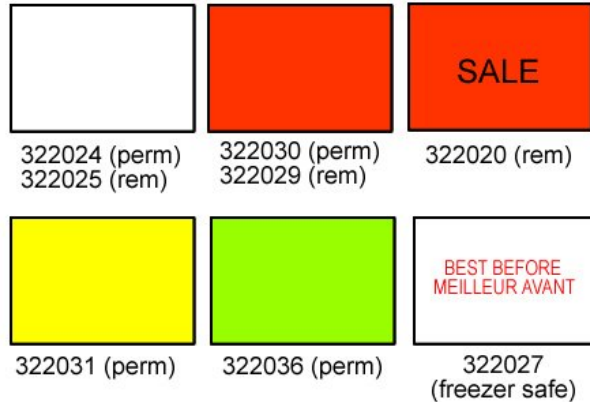 SALE
322024 (perm)
322025 (rem)
322030 (perm)
322029 (rem)
322020 (rem)
BEST BEFORE
MEILLEUR AVANT
322031 (perm)
322036 (perm)
322027
(freezer safe)